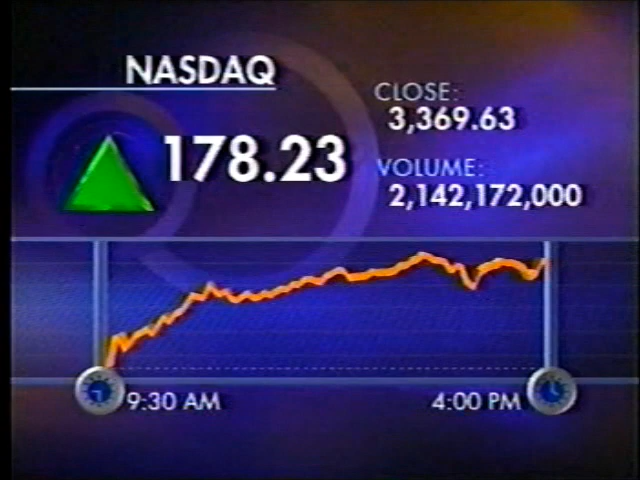 NASDAQ
178.23
CLOSE:
3,369.63
VOLUME:
2,142,172,000
9:30 AM
4:00 PM